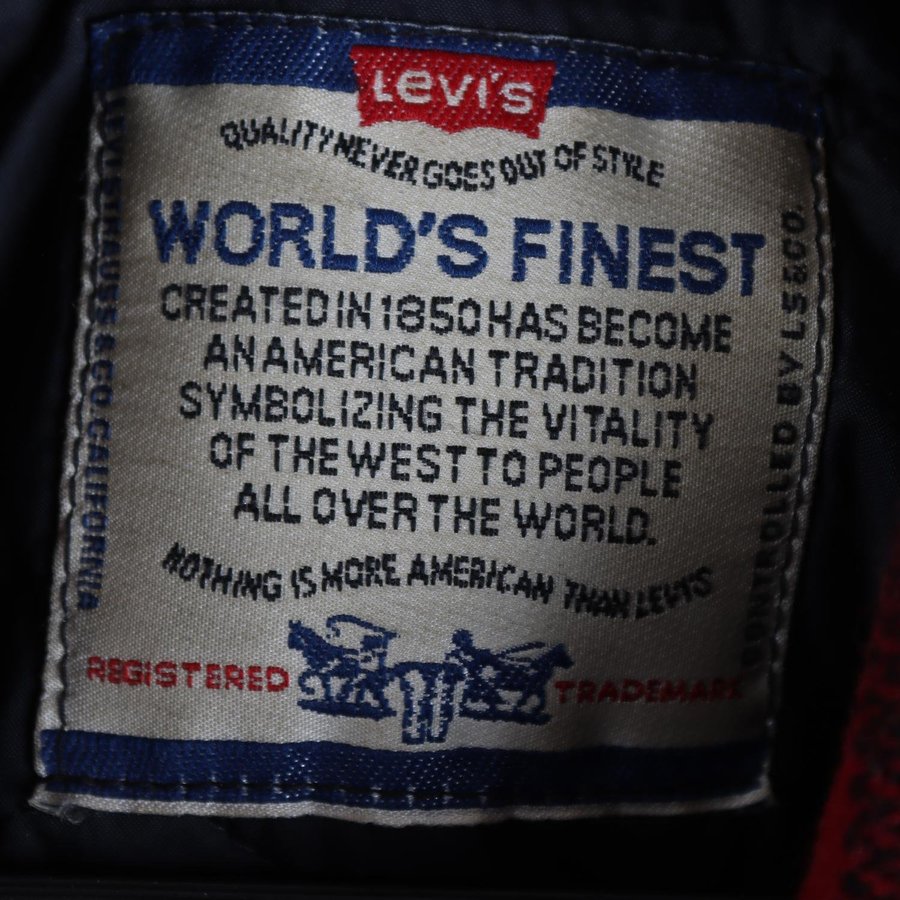 Levi's
QUALITY NEVER GOES OUT OF STYLE
WORLD'S FINEST
CREATED IN 1850 HAS BECOME
AN AMERICAN TRADITION
SYMBOLIZING THE VITALITY
OF THE WEST TO PEOPLE
ALL OVER THE WORLD.
NOTHING IS MORE AMERICAN THAN LEVI'S
REGISTERED TRADEMARK
LEVI STRAUSS & CO. CALIFORNIA
CONTROLLED BY LS&CO.